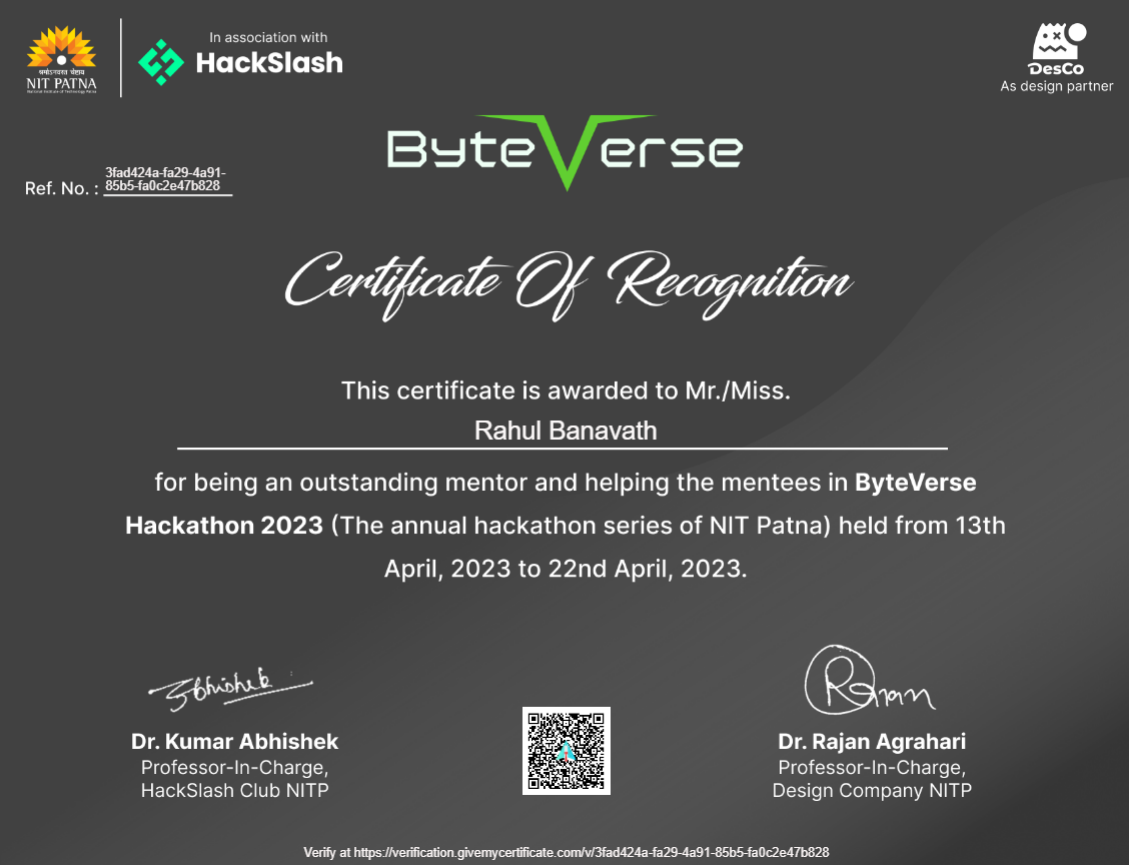 In association with
HackSlash
श्रमोऽनवरत चेष्टाय
NIT PATNA
National Institute of Technology Patna
DesCo
As design partner
ByteVerse
Ref. No. : 3fad424a-fa29-4a91-
85b5-fa0c2e47b828
Certificate Of Recognition
This certificate is awarded to Mr./Miss.
Rahul Banavath
for being an outstanding mentor and helping the mentees in ByteVerse
Hackathon 2023 (The annual hackathon series of NIT Patna) held from 13th
April, 2023 to 22nd April, 2023.
Abhishek
Rajan
Dr. Kumar Abhishek
Professor-In-Charge,
HackSlash Club NITP
Dr. Rajan Agrahari
Professor-In-Charge,
Design Company NITP
Verify at https://verification.givemycertificate.com/v/3fad424a-fa29-4a91-85b5-fa0c2e47b828